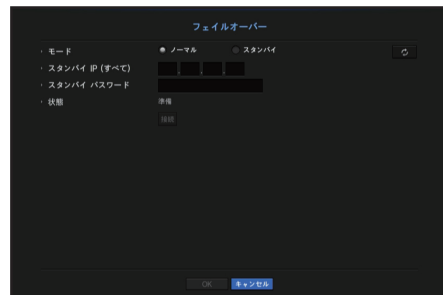 フェイルオーバー
モード ノーマル スタンバイ
スタンバイ IP (すべて)
スタンバイ パスワード
状態 準備
接続
OK キャンセル